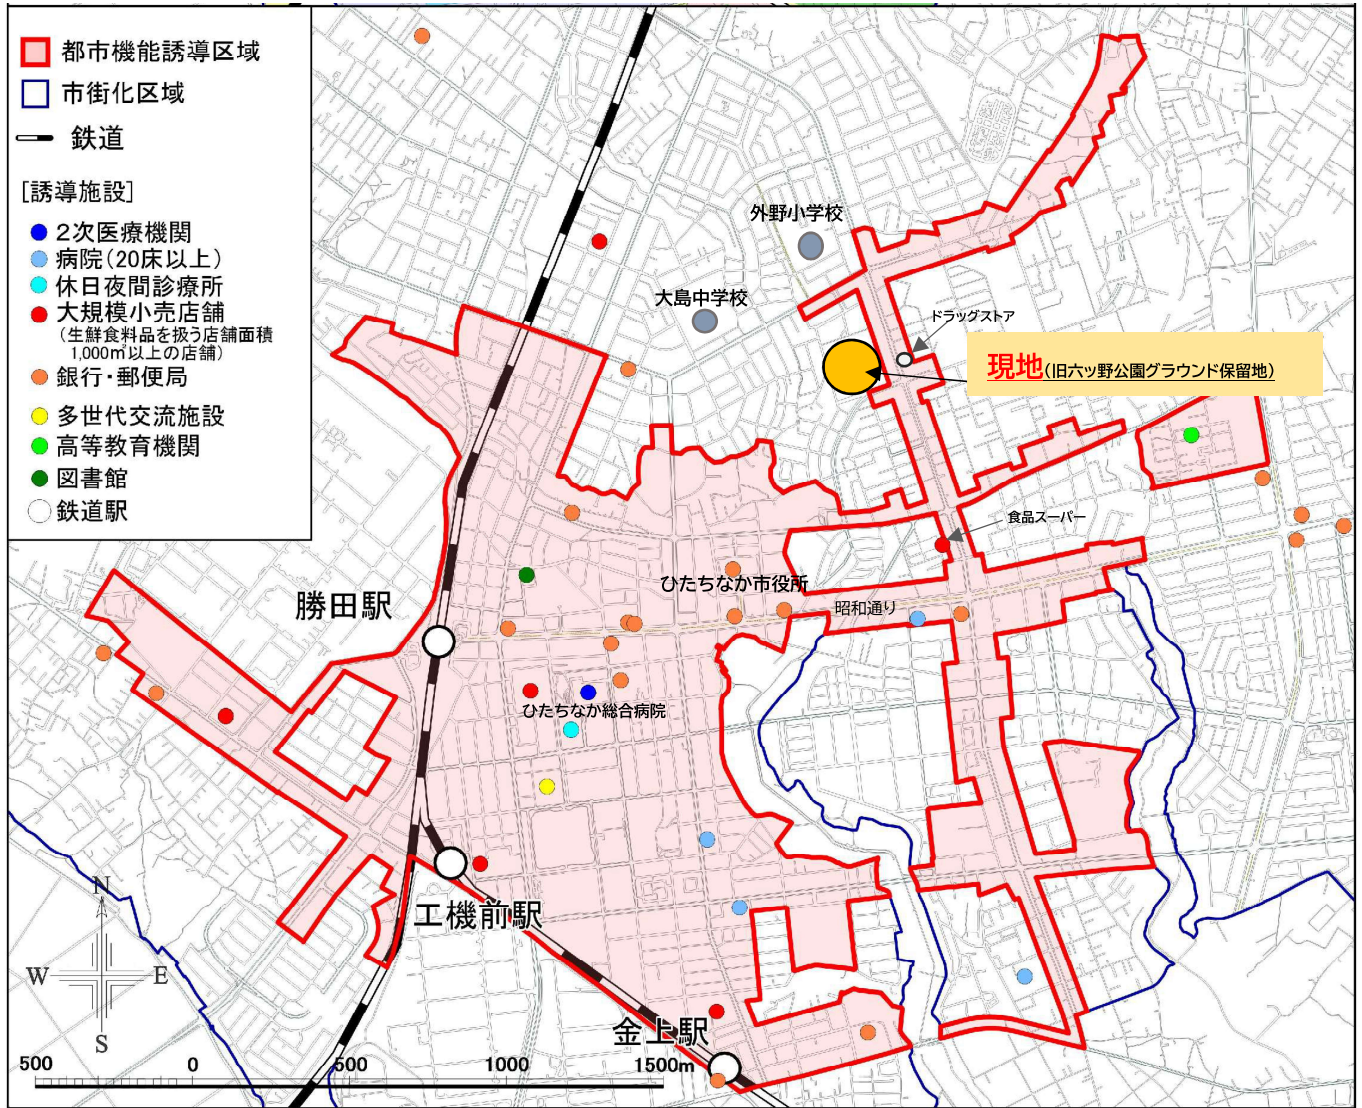 都市機能誘導区域
市街化区域
鉄道
[誘導施設]
2次医療機関
病院(20床以上)
休日夜間診療所
大規模小売店舗
(生鮮食料品を扱う店舗面積
1,000㎡以上の店舗)
銀行・郵便局
多世代交流施設
高等教育機関
図書館
鉄道駅
外野小学校
大島中学校
ドラッグストア
現地(旧六ッ野公園グラウンド保留地)
食品スーパー
ひたちなか市役所
昭和通り
勝田駅
ひたちなか総合病院
工機前駅
金上駅
N
W E
S
500 0 500 1000 1500m